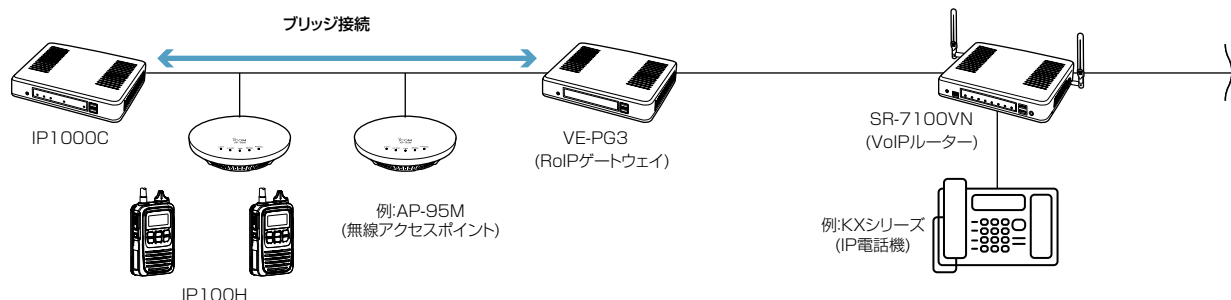 ブリッジ接続
IP1000C
VE-PG3
(RoIPゲートウェイ)
SR-7100VN
(VoIPルーター)
例:AP-95M
(無線アクセスポイント)
例:KXシリーズ
(IP電話機)
IP100H